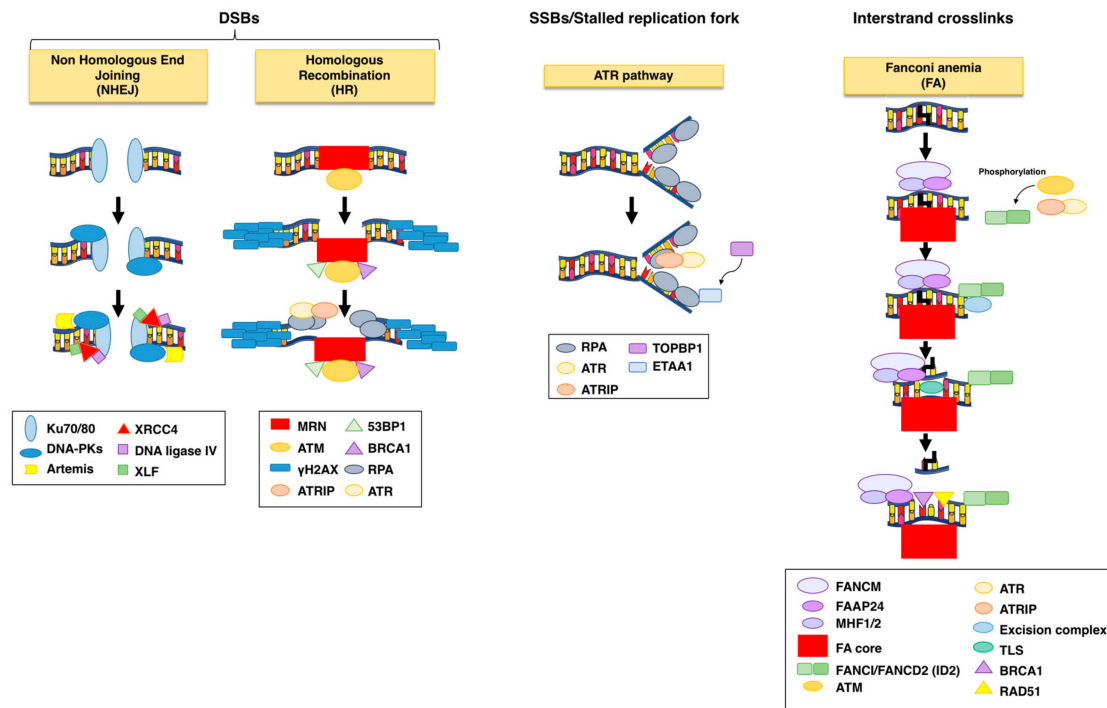 DSBs
SSBs/Stalled replication fork
Interstrand crosslinks
Non Homologous End
Joining
(NHEJ)
Homologous
Recombination
(HR)
ATR pathway
Fanconi anemia
(FA)
Phosphorylation
Ku70/80
DNA-PKs
Artemis
XRCC4
DNA ligase IV
XLF
MRN
ATM
γH2AX
ATRIP
53BP1
BRCA1
RPA
ATR
RPA
ATR
ATRIP
TOPBP1
ETAA1
FANCM
FAAP24
MHF1/2
FA core
FANCI/FANCD2 (ID2)
ATM
ATR
ATRIP
Excision complex
TLS
BRCA1
RAD51